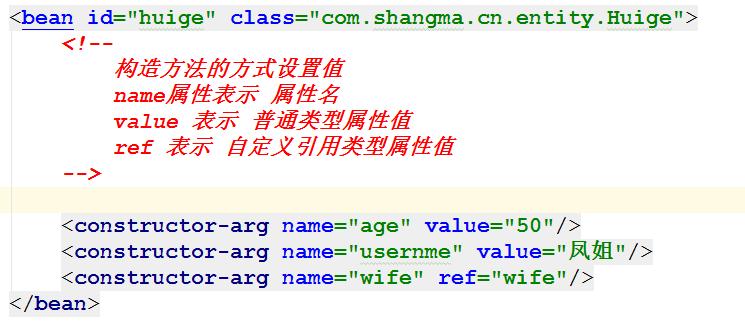 <bean id="huige" class="com.shangma.cn.entity.Huige">
<!--
构造方法的方式设置值
name属性表示 属性名
value 表示 普通类型属性值
ref 表示 自定义引用类型属性值
-->
<constructor-arg name="age" value="50"/>
<constructor-arg name="usernme" value="凤姐"/>
<constructor-arg name="wife" ref="wife"/>
</bean>